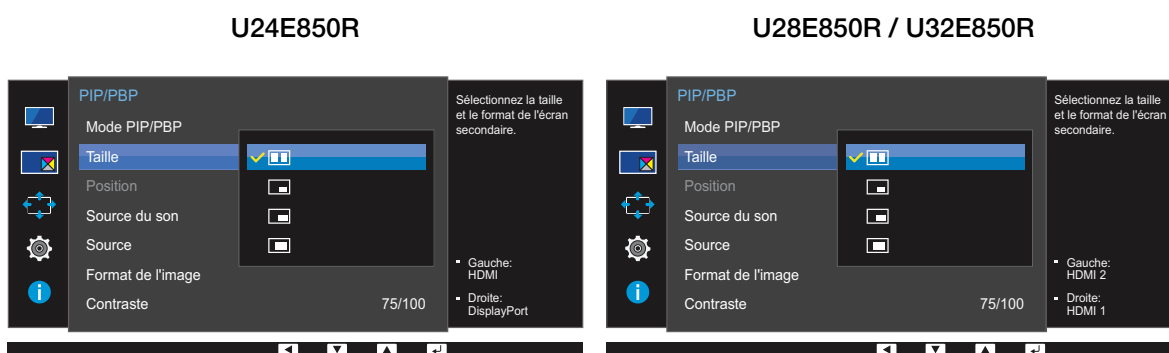 U24E850R
PIP/PBP
Mode PIP/PBP
Taille
Position
Source du son
Source
Format de l'image
Contraste 75/100
Sélectionnez la taille
et le format de l'écran
secondaire.
Gauche:
HDMI
Droite:
DisplayPort
U28E850R / U32E850R
PIP/PBP
Mode PIP/PBP
Taille
Position
Source du son
Source
Format de l'image
Contraste 75/100
Sélectionnez la taille
et le format de l'écran
secondaire.
Gauche:
HDMI 2
Droite:
HDMI 1